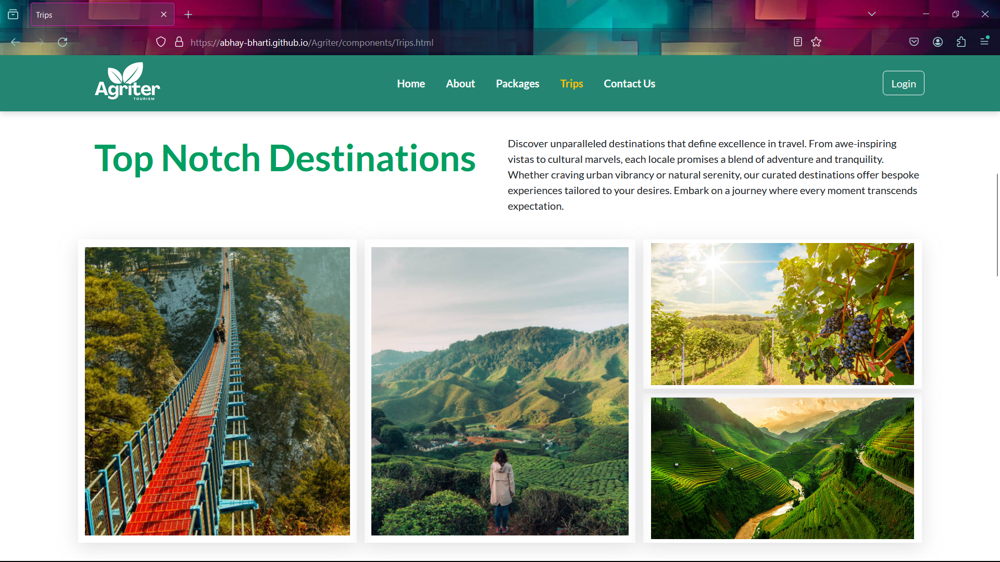 Trips
https://abhay-bharti.github.io/Agriter/components/Trips.html
Agriter
TOURISM
Home About Packages Trips Contact Us
Login
Top Notch Destinations
Discover unparalleled destinations that define excellence in travel. From awe-inspiring
vistas to cultural marvels, each locale promises a blend of adventure and tranquility.
Whether craving urban vibrancy or natural serenity, our curated destinations offer bespoke
experiences tailored to your desires. Embark on a journey where every moment transcends
expectation.